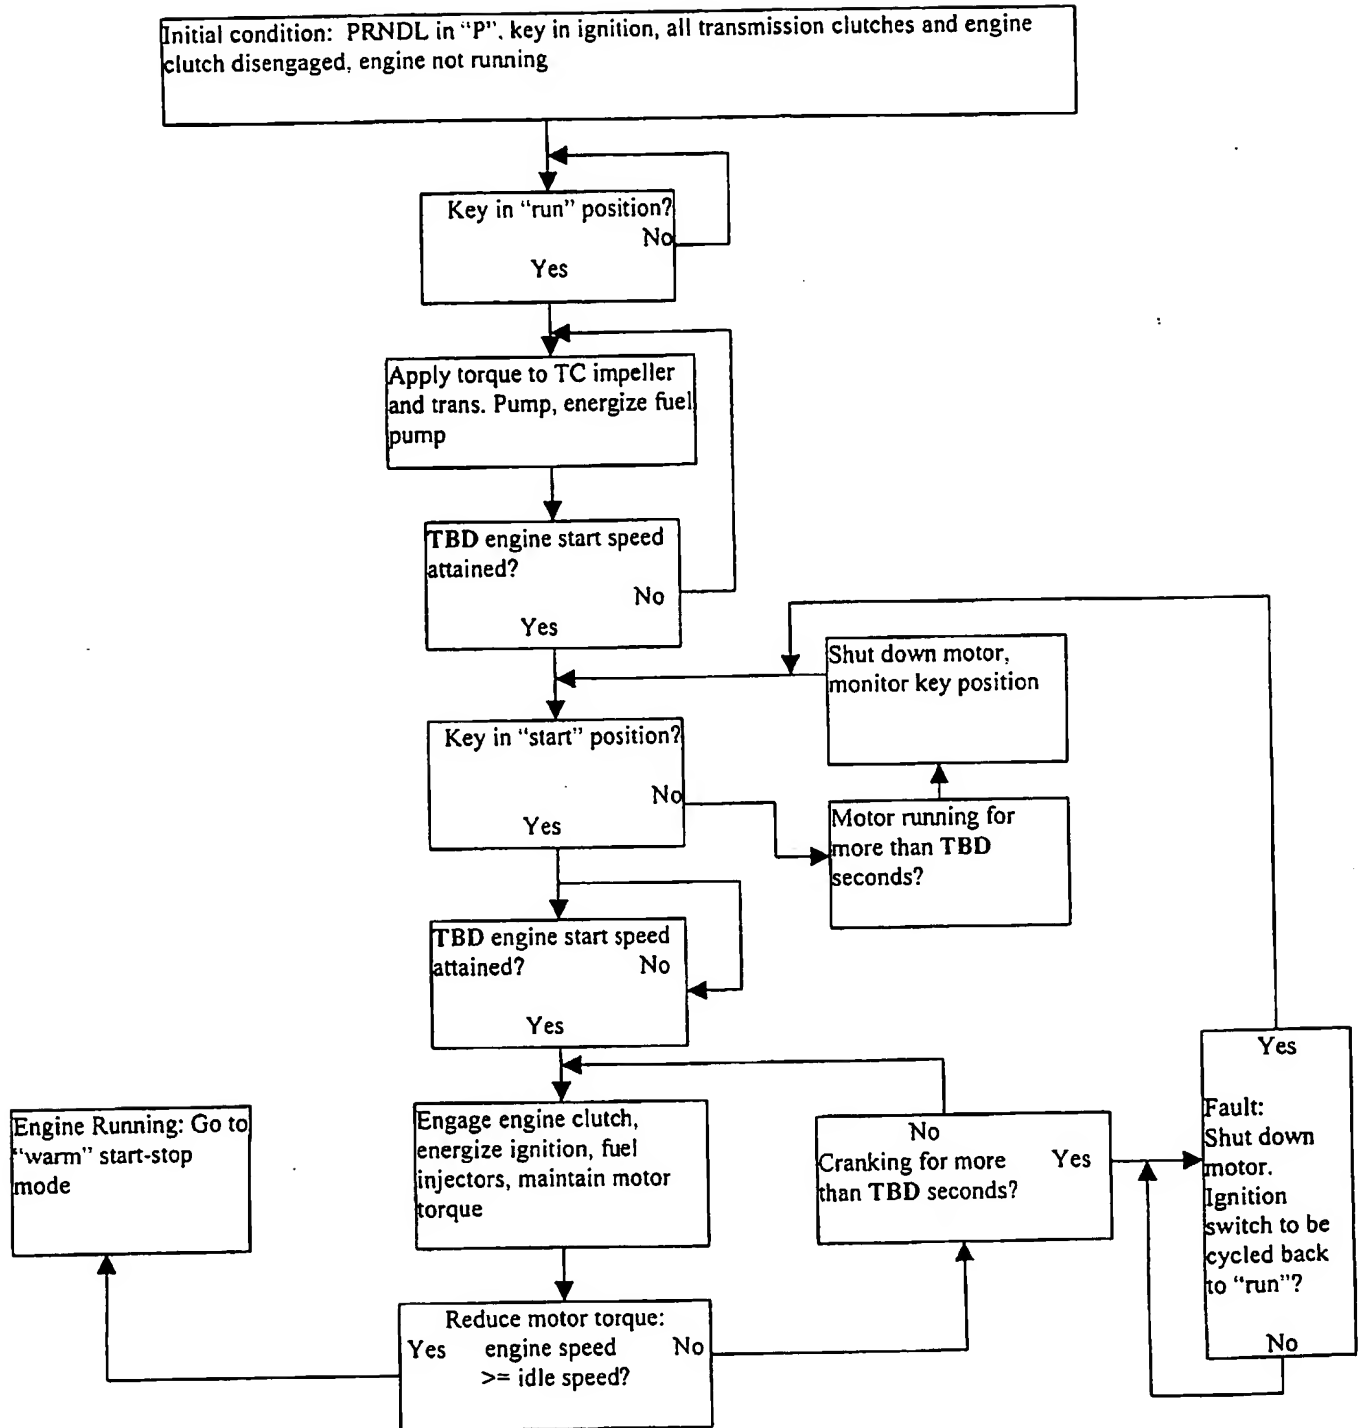 Initial condition: PRNDL in “P”. key in ignition, all transmission clutches and engine
clutch disengaged, engine not running
Key in “run” position?
No
Yes
Apply torque to TC impeller
and trans. Pump, energize fuel
pump
TBD engine start speed
attained?
No
Yes
Shut down motor,
monitor key position
Key in “start” position?
No
Yes
Motor running for
more than TBD
seconds?
TBD engine start speed
attained? No
Yes
Engine Running: Go to
“warm” start-stop
mode
Engage engine clutch,
energize ignition, fuel
injectors, maintain motor
torque
No
Cranking for more Yes
than TBD seconds?
Yes
Fault:
Shut down
motor.
Ignition
switch to be
cycled back
to “run”?
No
Reduce motor torque:
Yes engine speed No
>= idle speed?